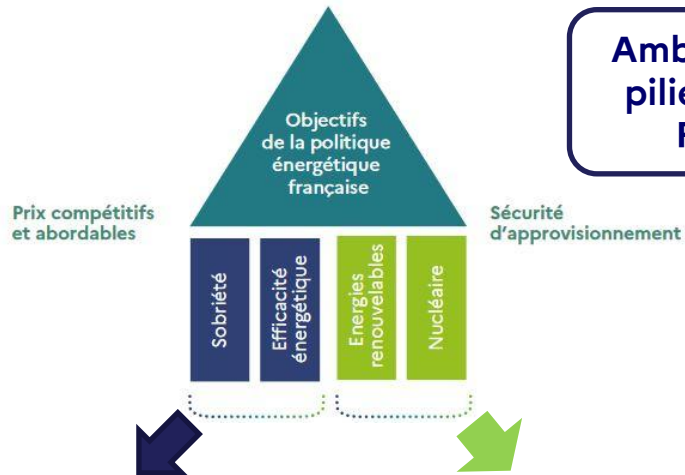 Objectifs
de la politique
énergétique
française
Prix compétitifs
et abordables
Sécurité
d'approvisionnement
Sobriété
Efficacité
énergétique
Energies
renouvelables
Nucléaire